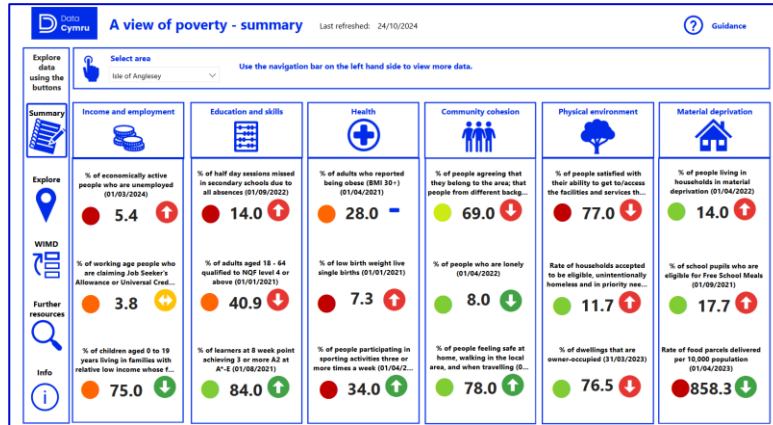 Data
Cymru
A view of poverty - summary
Last refreshed: 24/10/2024
? Guidance
Explore
data
using the
buttons
Select area
Isle of Anglesey
Use the navigation bar on the left hand side to view more data.
Summary
Explore
WIMD
Further
resources
Info
i
Income and employment
% of economically active
people who are unemployed
(01/03/2024)
5.4
% of working age people who
are claiming Job Seeker's
Allowance or Universal Cred...
3.8
% of children aged 0 to 19
years living in families with
relative low income whose f...
75.0
Education and skills
% of half day sessions missed
in secondary schools due to
all absences (01/09/2022)
14.0
% of adults aged 18 - 64
qualified to NQF level 4 or
above (01/01/2021)
40.9
% of learners at 8 week point
achieving 3 or more A2 at
A*-E (01/08/2021)
84.0
Health
% of adults who reported
being obese (BMI 30+)
(01/04/2021)
28.0
% of low birth weight live
single births (01/01/2021)
7.3
% of people participating in
sporting activities three or
more times a week (01/04/2...
34.0
Community cohesion
% of people agreeing that
they belong to the area; that
people from different backg...
69.0
% of people who are lonely
(01/04/2022)
8.0
% of people feeling safe at
home, walking in the local
area, and when travelling (0...
78.0
Physical environment
% of people satisfied with
their ability to get to/access
the facilities and services th...
77.0
Rate of households accepted
to be eligible, unintentionally
homeless and in priority nee...
11.7
% of dwellings that are
owner-occupied (31/03/2023)
76.5
Material deprivation
% of people living in
households in material
deprivation (01/04/2022)
14.0
% of school pupils who are
eligible for Free School Meals
(01/09/2021)
17.7
Rate of food parcels delivered
per 10,000 population
(01/04/2023)
858.3